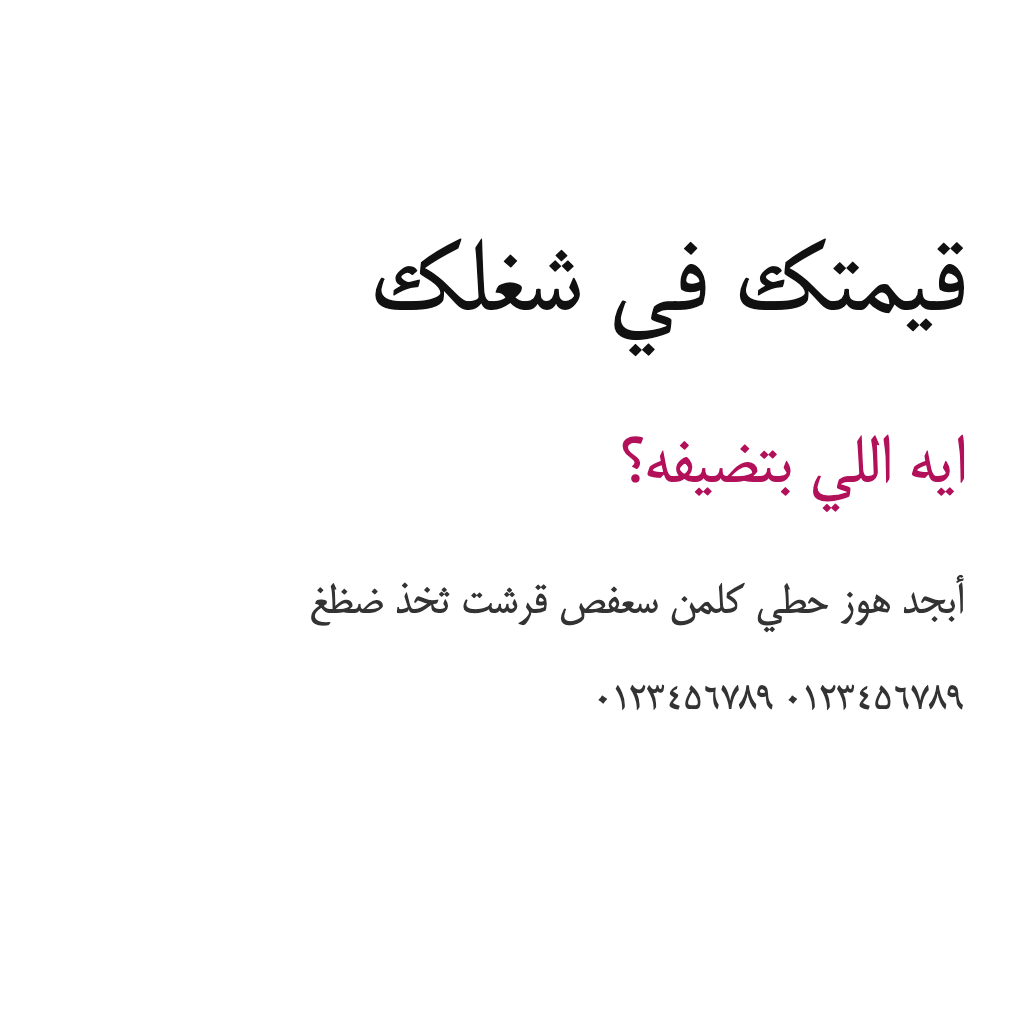 قيمتك في شغلك
ايه اللي بتضيفه؟
أبجد هوز حطي كلمن سعفص قرشت ثخذ ضظغ
٠١٢٣٤٥٦٧٨٩ ٠١٢٣٤٥٦٧٨٩